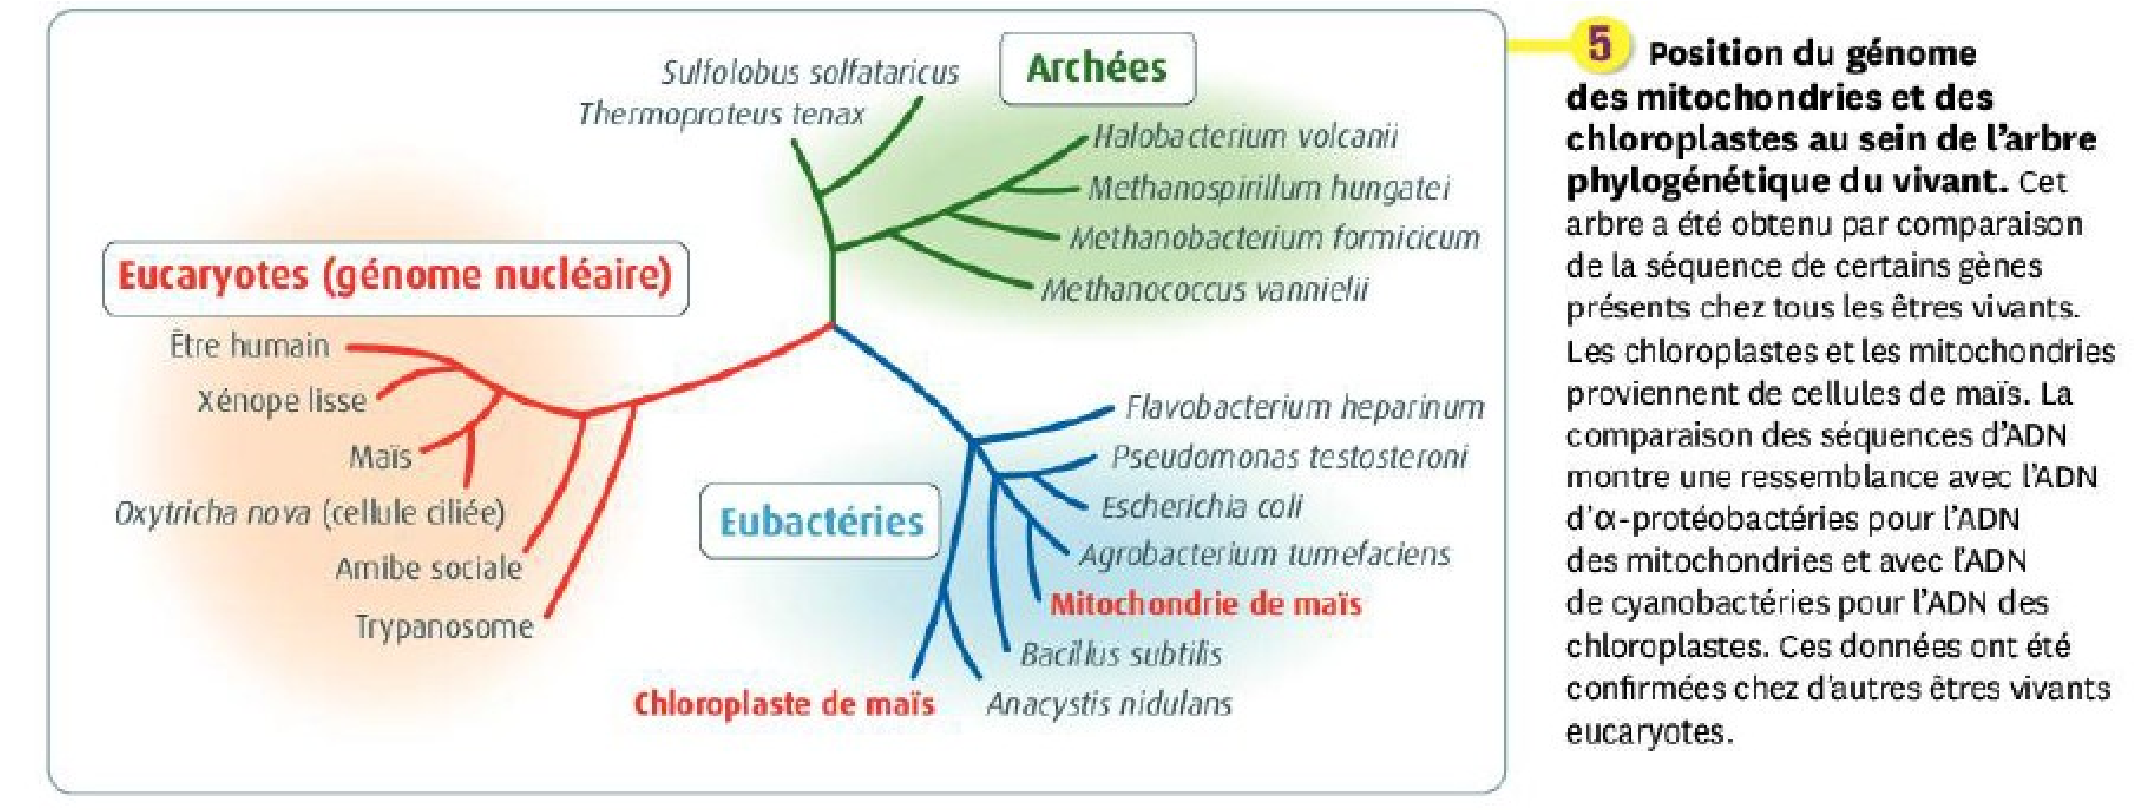 Sulfolobus solfataricus
Thermoproteus tenax
Archées
Halobacterium volcanii
Methanospirillum hungatei
Methanobacterium formicicum
Methanococcus vannielii
Eucaryotes (génome nucléaire)
Être humain
Xénope lisse
Maïs
Oxytricha nova (cellule ciliée)
Amibe sociale
Trypanosome
Eubactéries
Flavobacterium heparinum
Pseudomonas testosteroni
Escherichia coli
Agrobacterium tumefaciens
Mitochondrie de maïs
Bacillus subtilis
Chloroplaste de maïs
Anacystis nidulans
5 Position du génome
des mitochondries et des
chloroplastes au sein de l'arbre
phylogénétique du vivant. Cet
arbre a été obtenu par comparaison
de la séquence de certains gènes
présents chez tous les êtres vivants.
Les chloroplastes et les mitochondries
proviennent de cellules de maïs. La
comparaison des séquences d'ADN
montre une ressemblance avec l'ADN
d'α-protéobactéries pour l'ADN
des mitochondries et avec l'ADN
de cyanobactéries pour l'ADN des
chloroplastes. Ces données ont été
confirmées chez d'autres êtres vivants
eucaryotes.